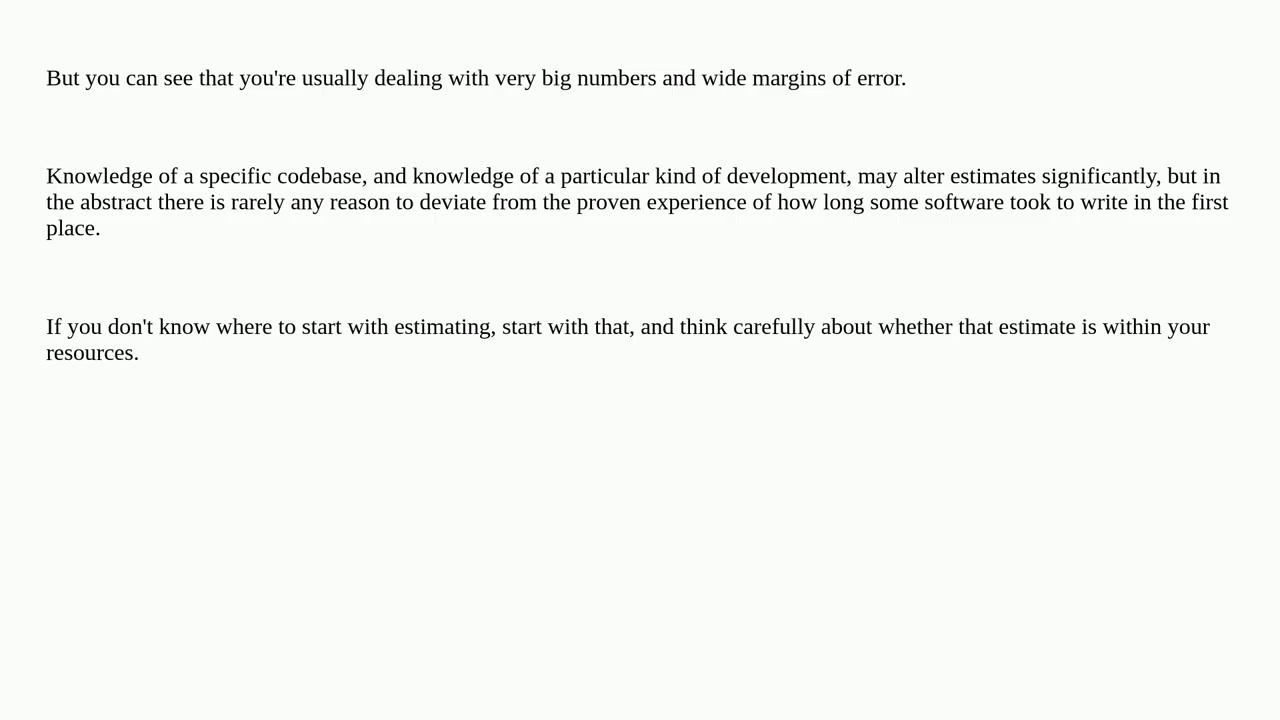 But you can see that you're usually dealing with very big numbers and wide margins of error.
Knowledge of a specific codebase, and knowledge of a particular kind of development, may alter estimates significantly, but in
the abstract there is rarely any reason to deviate from the proven experience of how long some software took to write in the first
place.
If you don't know where to start with estimating, start with that, and think carefully about whether that estimate is within your
resources.